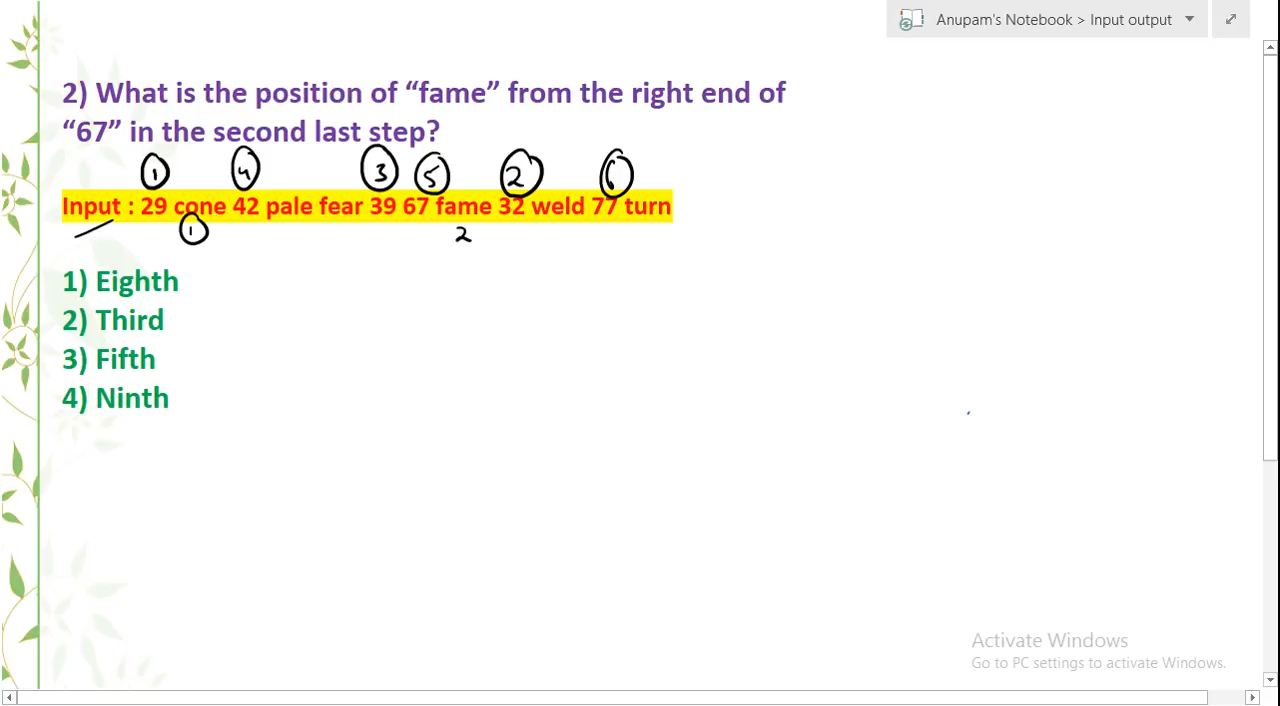 Anupam's Notebook > Input output
2) What is the position of “fame” from the right end of
“67” in the second last step?
1 4 3 5 2 6
Input : 29 cone 42 pale fear 39 67 fame 32 weld 77 turn
1 2
1) Eighth
2) Third
3) Fifth
4) Ninth
Activate Windows
Go to PC settings to activate Windows.